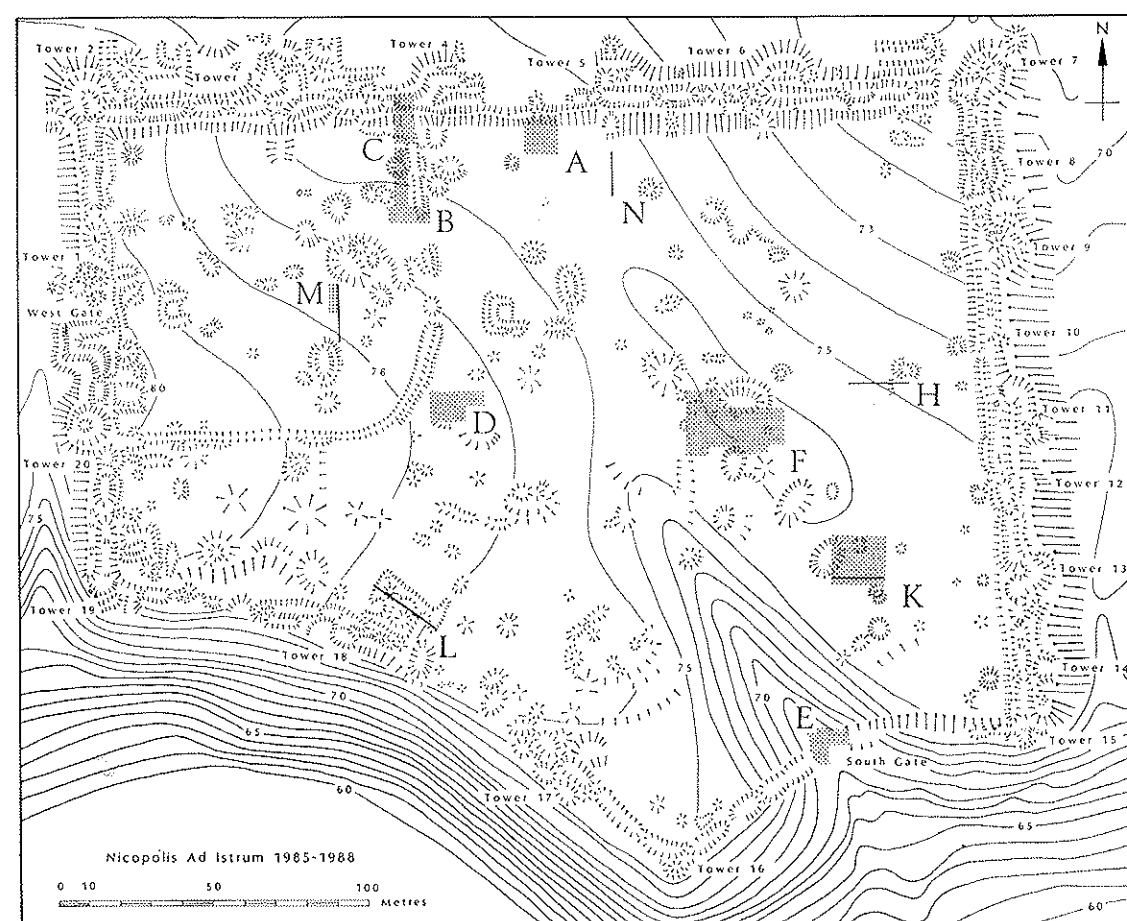 N
Tower 2
Tower 4
Tower 5
Tower 6
Tower 7
Tower
C
A
Tower 8
70
N
B
73
Tower 9
Tower 1
M
West Gate
Tower 10
75
80
78
H
D
Tower 11
Tower 20
F
Tower 12
75
Tower 13
K
Tower 19
L
Tower 18
75
Tower 14
70
70
E
65
South Gate
Tower 15
60
Tower 17
65
Nicopolis Ad Istrum 1985-1988
Tower 16
0 10 50 100
Metres
60